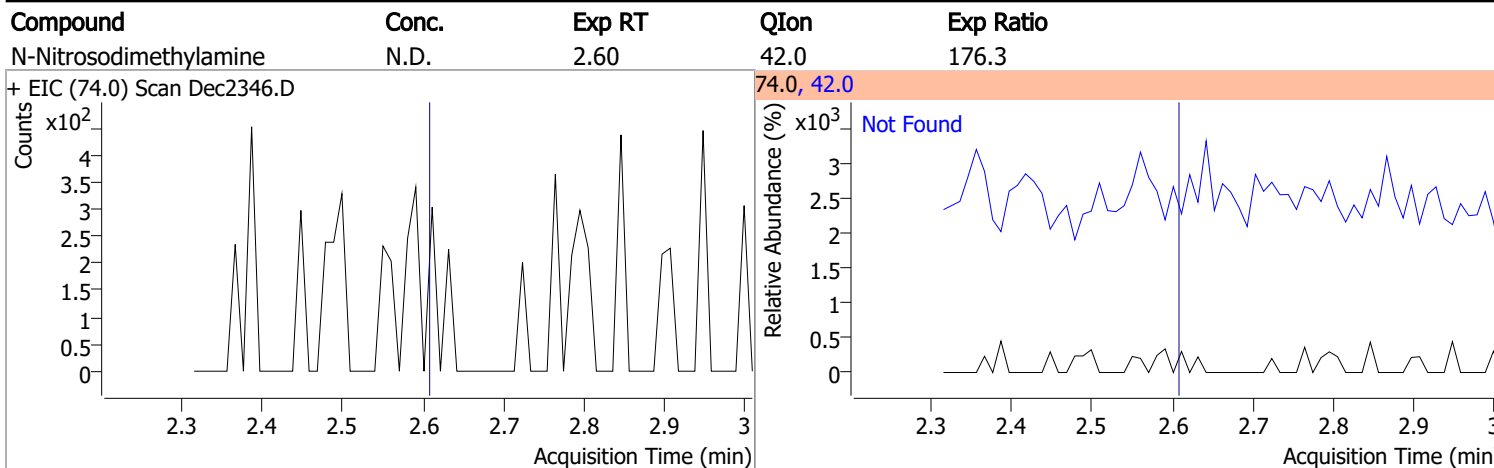 Compound Conc. Exp RT QIon Exp Ratio
N-Nitrosodimethylamine N.D. 2.60 42.0 176.3
+ EIC (74.0) Scan Dec2346.D
Counts
x10²
4
3.5
3
2.5
2
1.5
1
0.5
0
2.3 2.4 2.5 2.6 2.7 2.8 2.9 3
Acquisition Time (min)
74.0, 42.0
Relative Abundance (%)
x10³
Not Found
3
2.5
2
1.5
1
0.5
0
2.3 2.4 2.5 2.6 2.7 2.8 2.9 3
Acquisition Time (min)